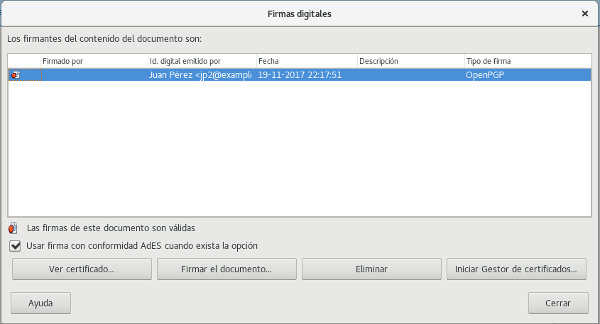 Firmas digitales
Los firmantes del contenido del documento son:
Firmado por Id. digital emitido por Fecha Descripción Tipo de firma
Juan Pérez <jp2@example 19-11-2017 22:17:51 OpenPGP
Las firmas de este documento son válidas
Usar firma con conformidad AdES cuando exista la opción
Ver certificado... Firmar el documento... Eliminar Iniciar Gestor de certificados...
Ayuda Cerrar